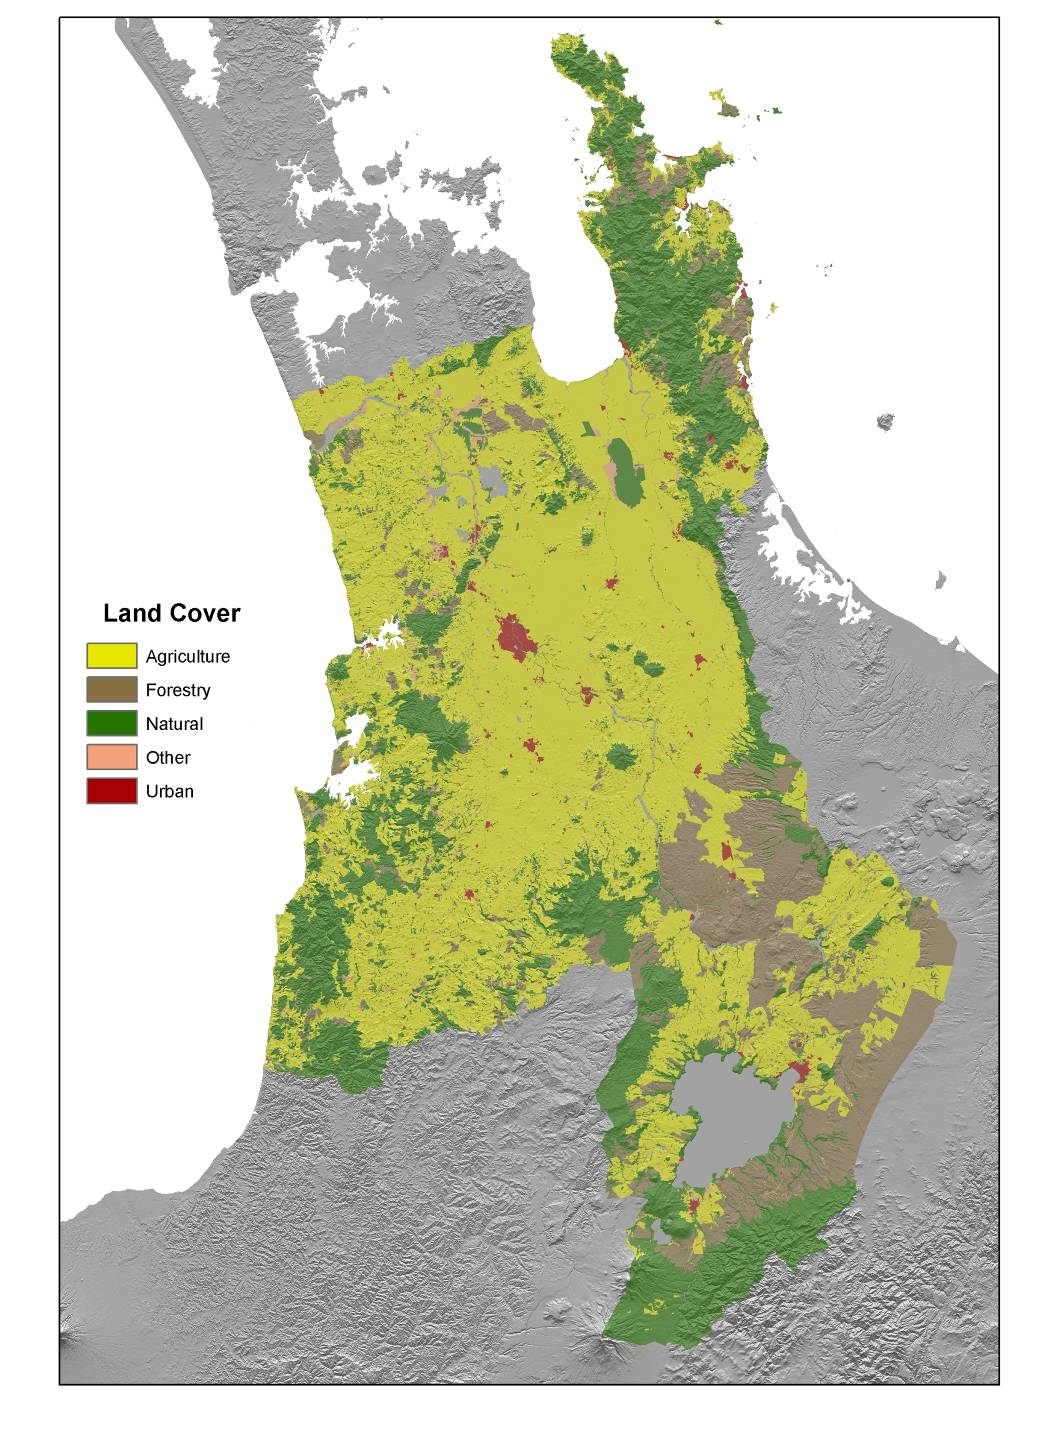 Land Cover
Agriculture
Forestry
Natural
Other
Urban